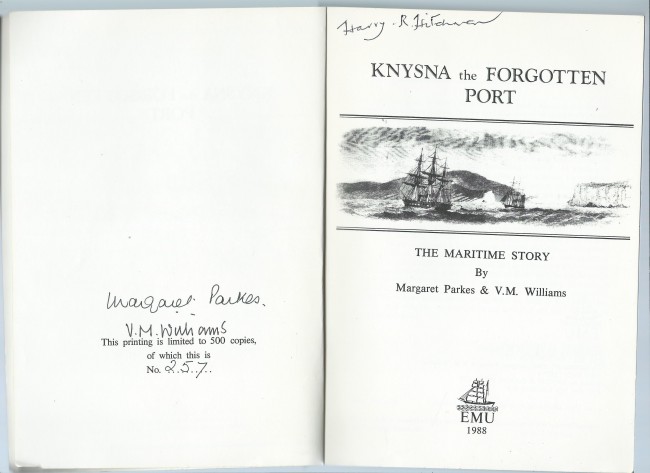 Margaret Parkes.
V.M. Williams
This printing is limited to 500 copies,
of which this is
No. 257
Harry. R. Hitchman
KNYSNA the FORGOTTEN
PORT
THE MARITIME STORY
By
Margaret Parkes & V.M. Williams
EMU
1988